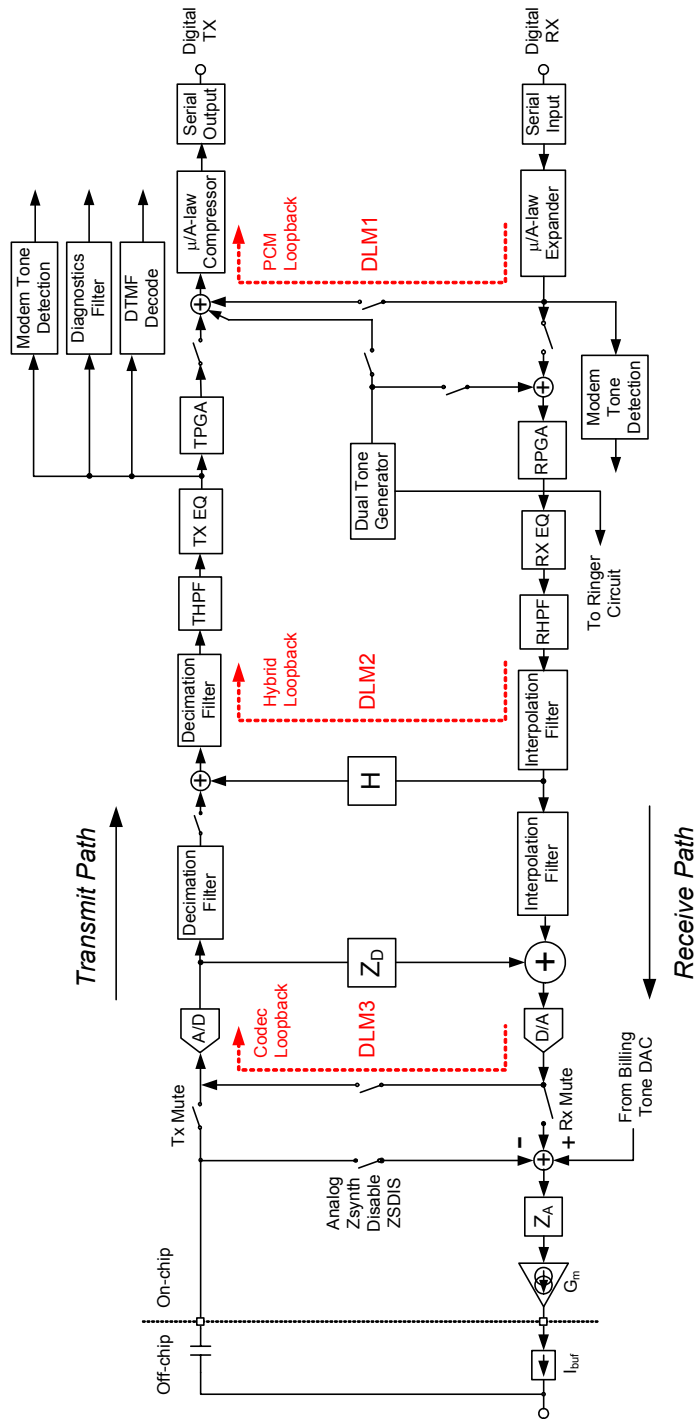 Off-chip
On-chip
Transmit Path
Tx Mute
A/D
Decimation
Filter
+
Decimation
Filter
THPF
TX EQ
TPGA
+
μ/A-law
Compressor
Serial
Output
Digital
TX
Modem Tone
Detection
Diagnostics
Filter
DTMF
Decode
Analog
Zsynth
Disable
ZSDIS
Codec
Loopback
DLM3
ZD
H
Hybrid
Loopback
DLM2
Dual Tone
Generator
PCM
Loopback
DLM1
Ibuf
Gm
ZA
-
+
+ Rx Mute
D/A
+
Interpolation
Filter
Interpolation
Filter
RHPF
RX EQ
RPGA
+
μ/A-law
Expander
Serial
Input
Digital
RX
From Billing
Tone DAC
To Ringer
Circuit
Modem
Tone
Detection
Receive Path